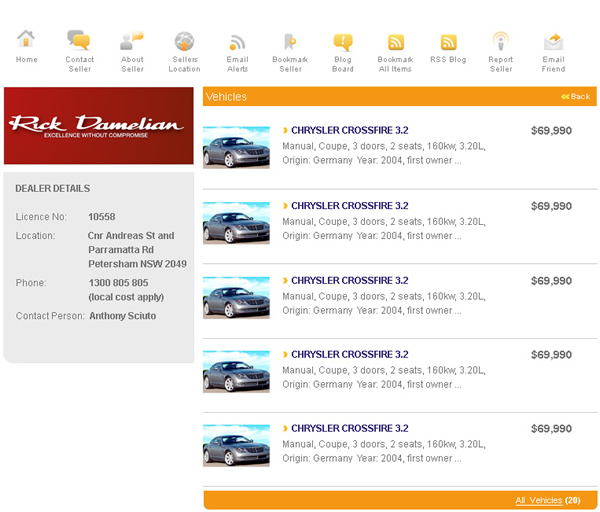 Home
Contact Seller
About Seller
Sellers Location
Email Alerts
Bookmark Seller
Blog Board
Bookmark All Items
RSS Blog
Report Seller
Email Friend
Rick Damelian
EXCELLENCE WITHOUT COMPROMISE
DEALER DETAILS
Licence No: 10558
Location: Cnr Andreas St and
Parramatta Rd
Petersham NSW 2049
Phone: 1300 805 805
(local cost apply)
Contact Person: Anthony Sciuto
Vehicles
Back
CHRYSLER CROSSFIRE 3.2 $69,990
Manual, Coupe, 3 doors, 2 seats, 160kw, 3.20L,
Origin: Germany Year: 2004, first owner ...
CHRYSLER CROSSFIRE 3.2 $69,990
Manual, Coupe, 3 doors, 2 seats, 160kw, 3.20L,
Origin: Germany Year: 2004, first owner ...
CHRYSLER CROSSFIRE 3.2 $69,990
Manual, Coupe, 3 doors, 2 seats, 160kw, 3.20L,
Origin: Germany Year: 2004, first owner ...
CHRYSLER CROSSFIRE 3.2 $69,990
Manual, Coupe, 3 doors, 2 seats, 160kw, 3.20L,
Origin: Germany Year: 2004, first owner ...
CHRYSLER CROSSFIRE 3.2 $69,990
Manual, Coupe, 3 doors, 2 seats, 160kw, 3.20L,
Origin: Germany Year: 2004, first owner ...
All Vehicles (20)